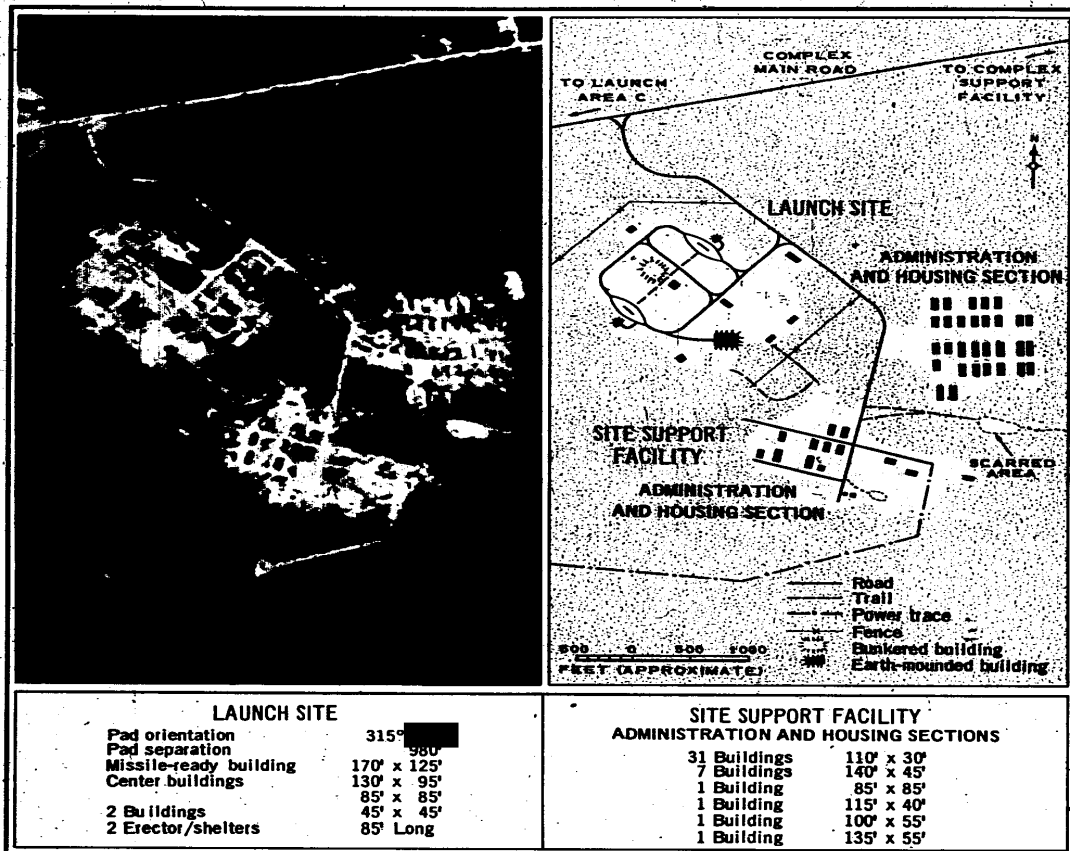 COMPLEX
MAIN ROAD
TO LAUNCH
AREA C
TO COMPLEX
SUPPORT
FACILITY
N
LAUNCH SITE
ADMINISTRATION
AND HOUSING SECTION
SITE SUPPORT
FACILITY
SCARRED
AREA
ADMINISTRATION
AND HOUSING SECTION
Road
Trail
Power trace
Fence
Bunkered building
Earth-mounded building
500 0 500 1000
FEET (APPROXIMATE)
LAUNCH SITE
Pad orientation 315°
Pad separation 980'
Missile-ready building 170' x 125'
Center buildings 130' x 95'
85' x 85'
2 Buildings 45' x 45'
2 Erector/shelters 85' Long
SITE SUPPORT FACILITY
ADMINISTRATION AND HOUSING SECTIONS
31 Buildings 110' x 30'
7 Buildings 140' x 45'
1 Building 85' x 85'
1 Building 115' x 40'
1 Building 100' x 55'
1 Building 135' x 55'